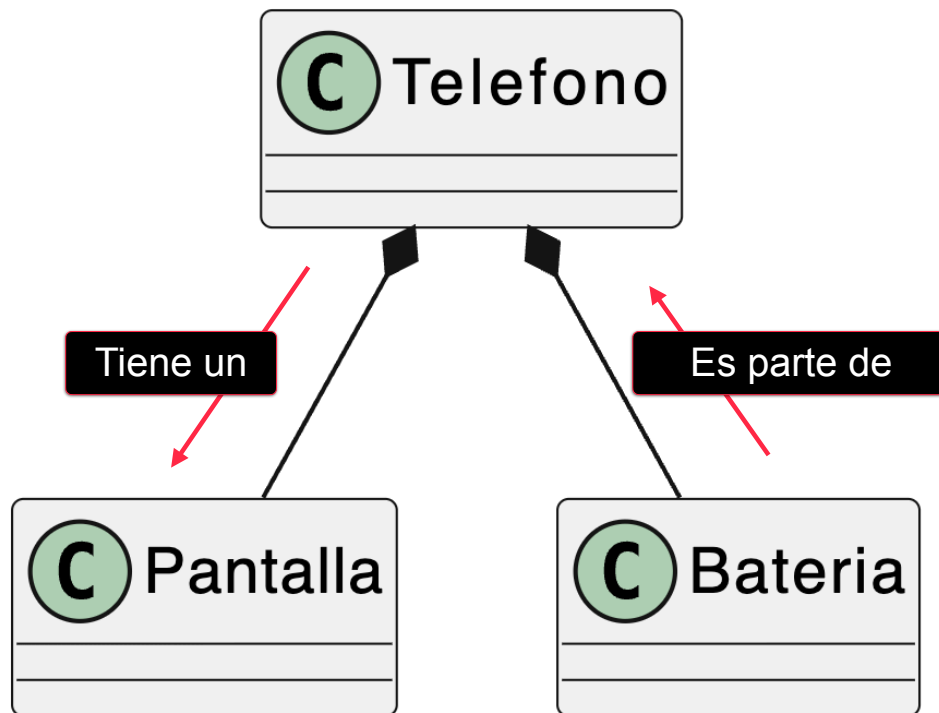 C Telefono
Tiene un
Es parte de
C Pantalla
C Bateria